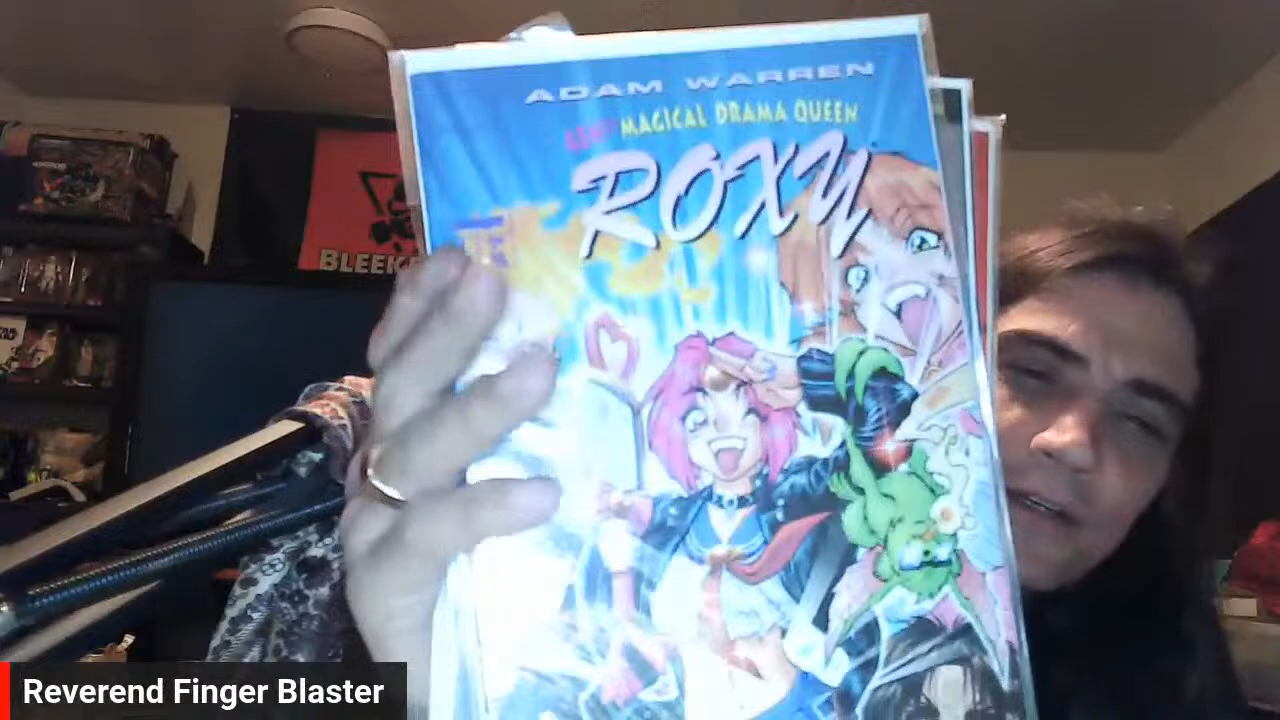 ADAM WARREN
MAGICAL DRAMA QUEEN
ROXY
BLEEK
Reverend Finger Blaster